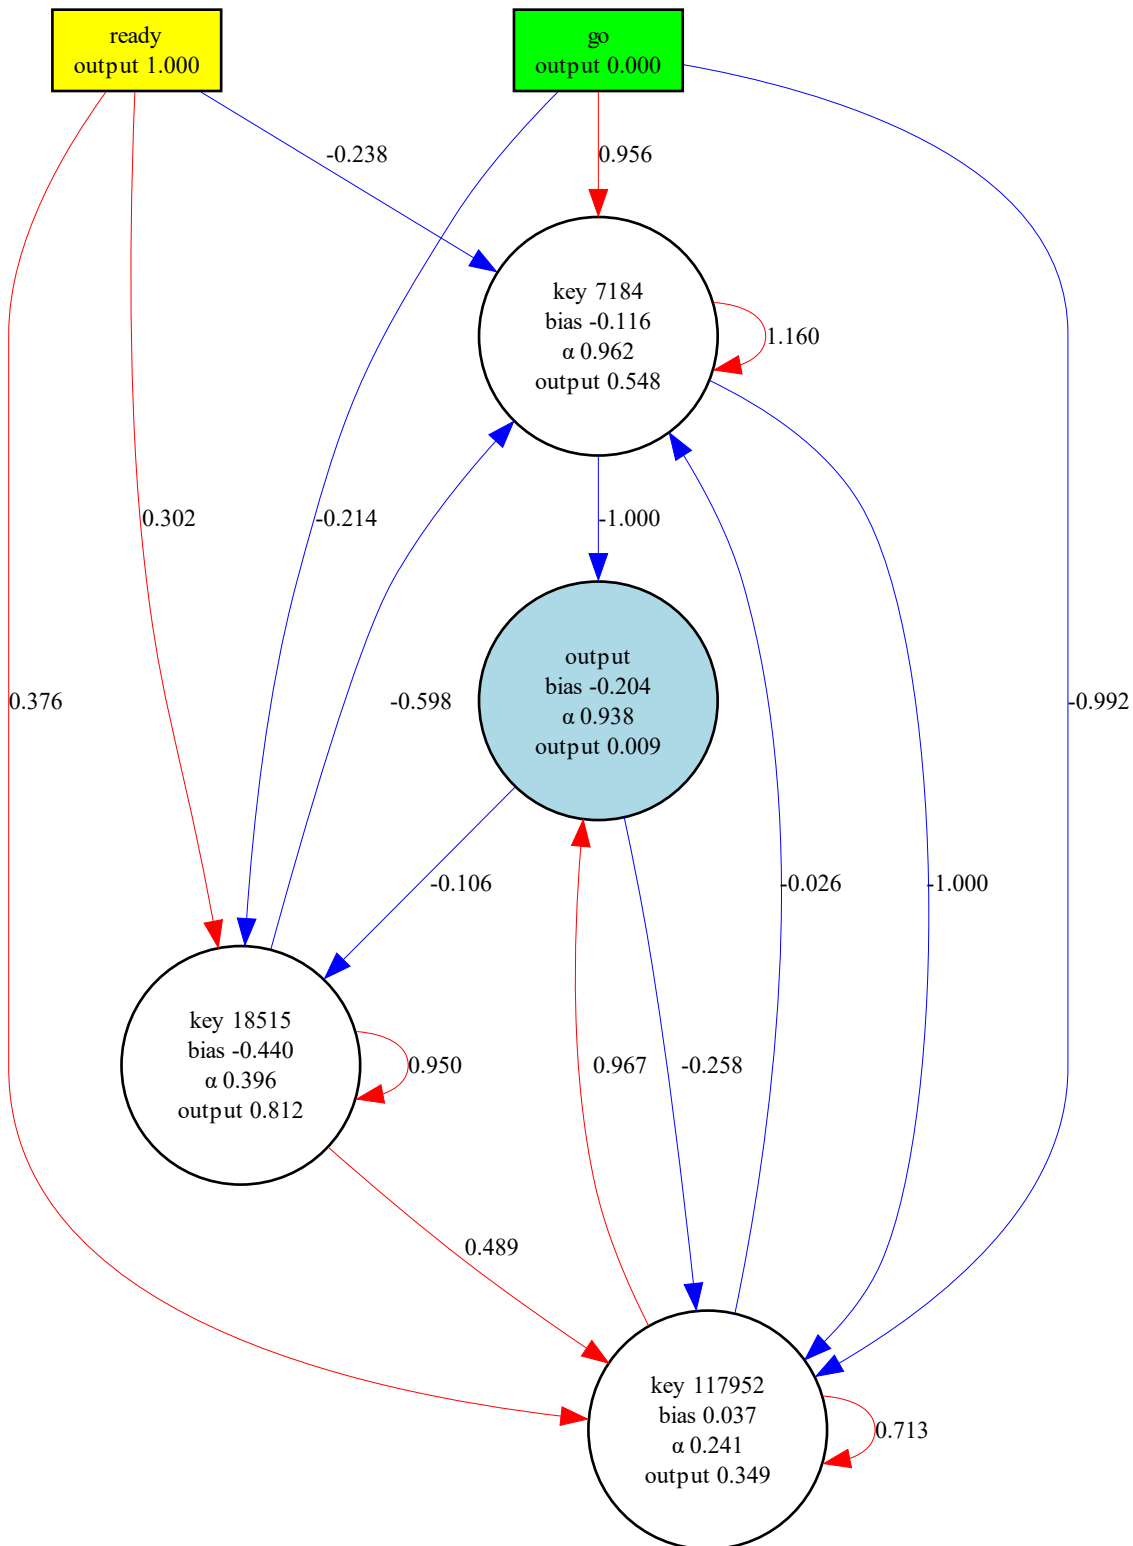 ready
output 1.000
go
output 0.000
-0.238
0.956
key 7184
bias -0.116
α 0.962
output 0.548
1.160
0.302
-0.214
-1.000
output
bias -0.204
α 0.938
output 0.009
0.376
-0.598
-0.992
-0.106
-0.026
-1.000
key 18515
bias -0.440
α 0.396
output 0.812
0.950
0.967
-0.258
0.489
key 117952
bias 0.037
α 0.241
output 0.349
0.713